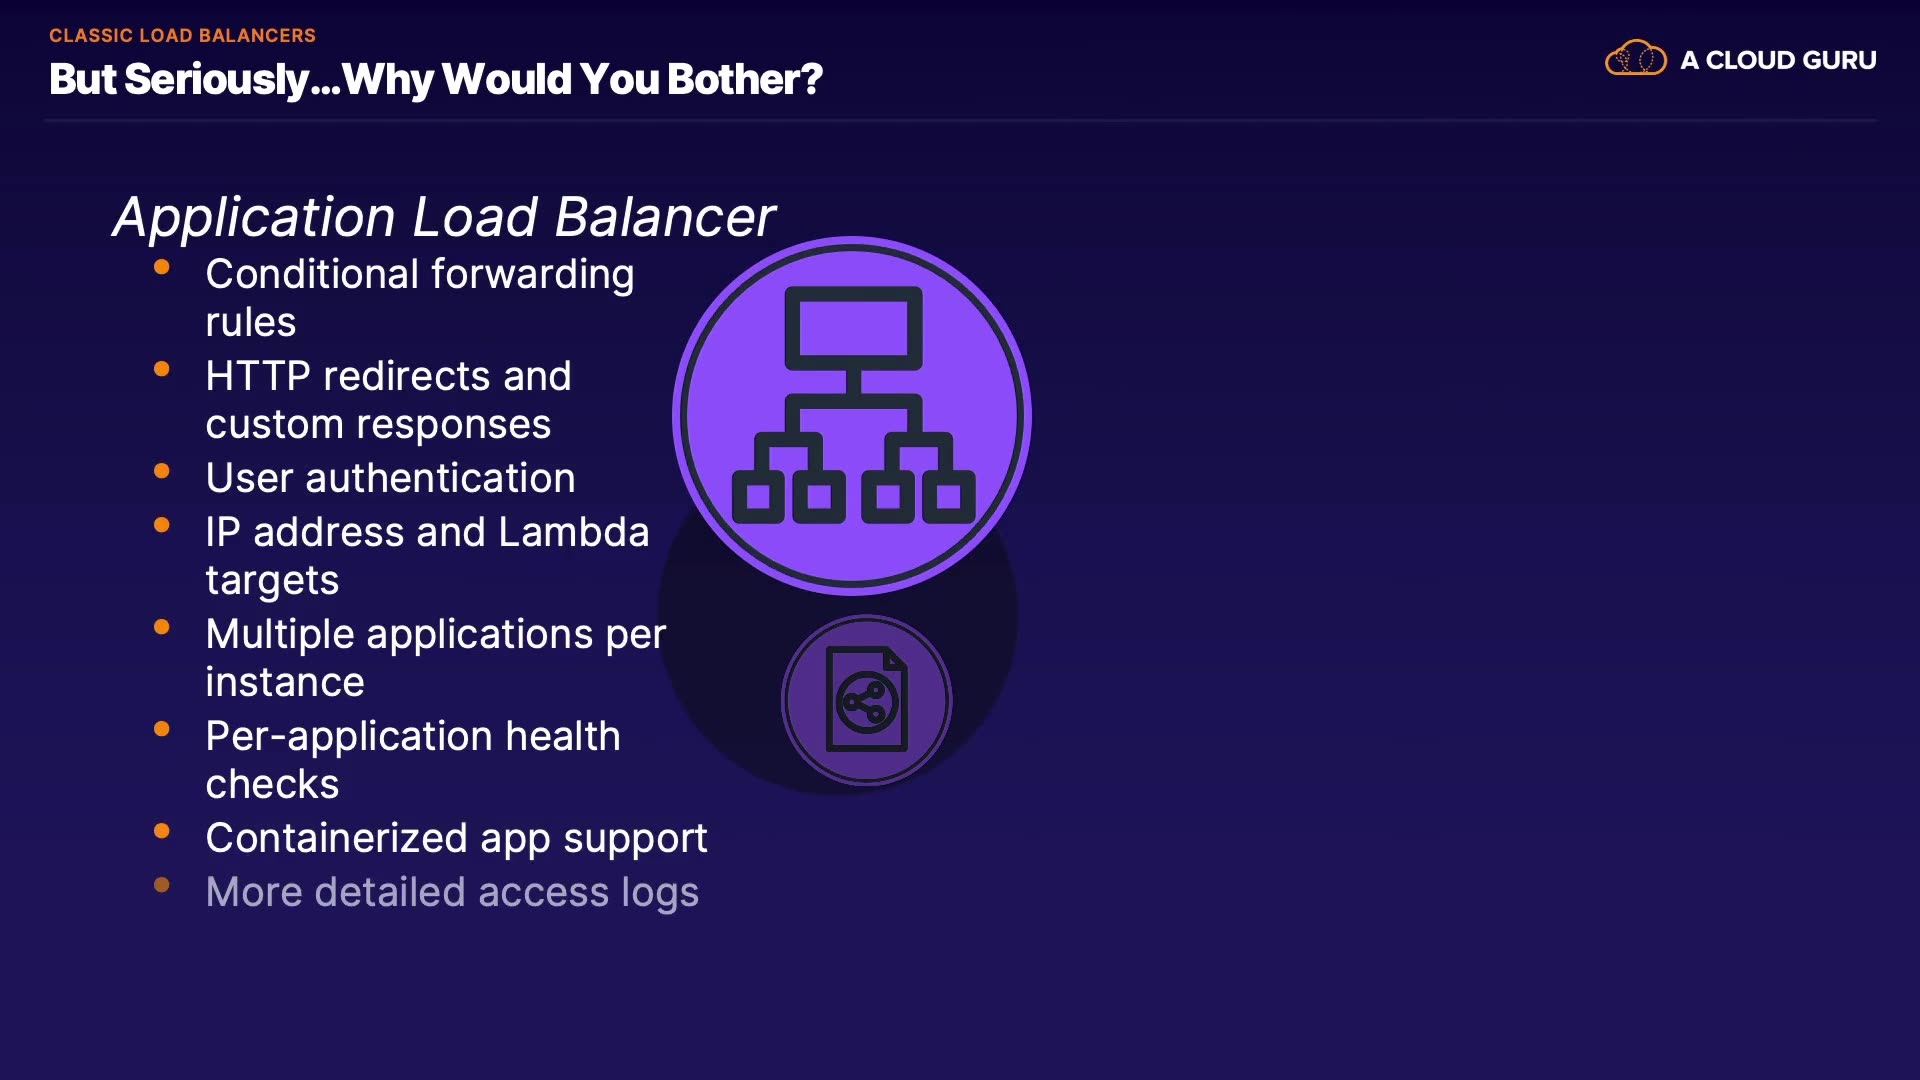 CLASSIC LOAD BALANCERS
But Seriously...Why Would You Bother?
A CLOUD GURU
Application Load Balancer
Conditional forwarding
rules
HTTP redirects and
custom responses
User authentication
IP address and Lambda
targets
Multiple applications per
instance
Per-application health
checks
Containerized app support
More detailed access logs